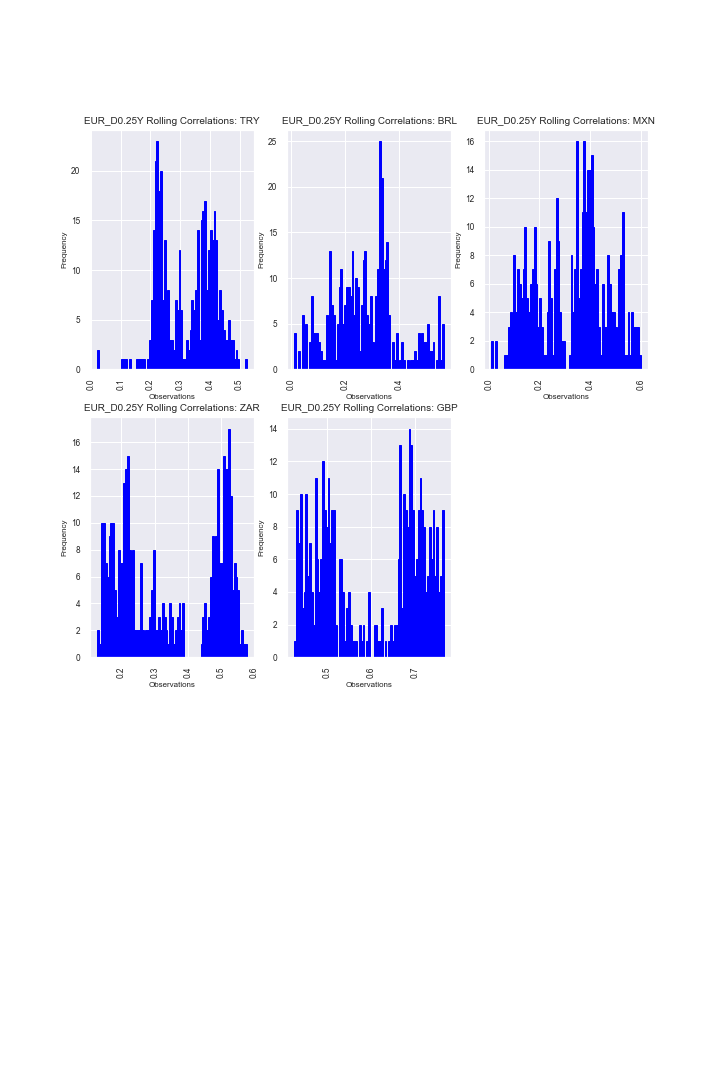 EUR_D0.25Y Rolling Correlations: TRY
20
15
10
5
0
Frequency
0.0 0.1 0.2 0.3 0.4 0.5
Observations
EUR_D0.25Y Rolling Correlations: BRL
25
20
15
10
5
0
Frequency
0.0 0.2 0.4
Observations
EUR_D0.25Y Rolling Correlations: MXN
16
14
12
10
8
6
4
2
0
Frequency
0.0 0.2 0.4 0.6
Observations
EUR_D0.25Y Rolling Correlations: ZAR
16
14
12
10
8
6
4
2
0
Frequency
0.2 0.3 0.4 0.5 0.6
Observations
EUR_D0.25Y Rolling Correlations: GBP
14
12
10
8
6
4
2
0
Frequency
0.5 0.6 0.7
Observations